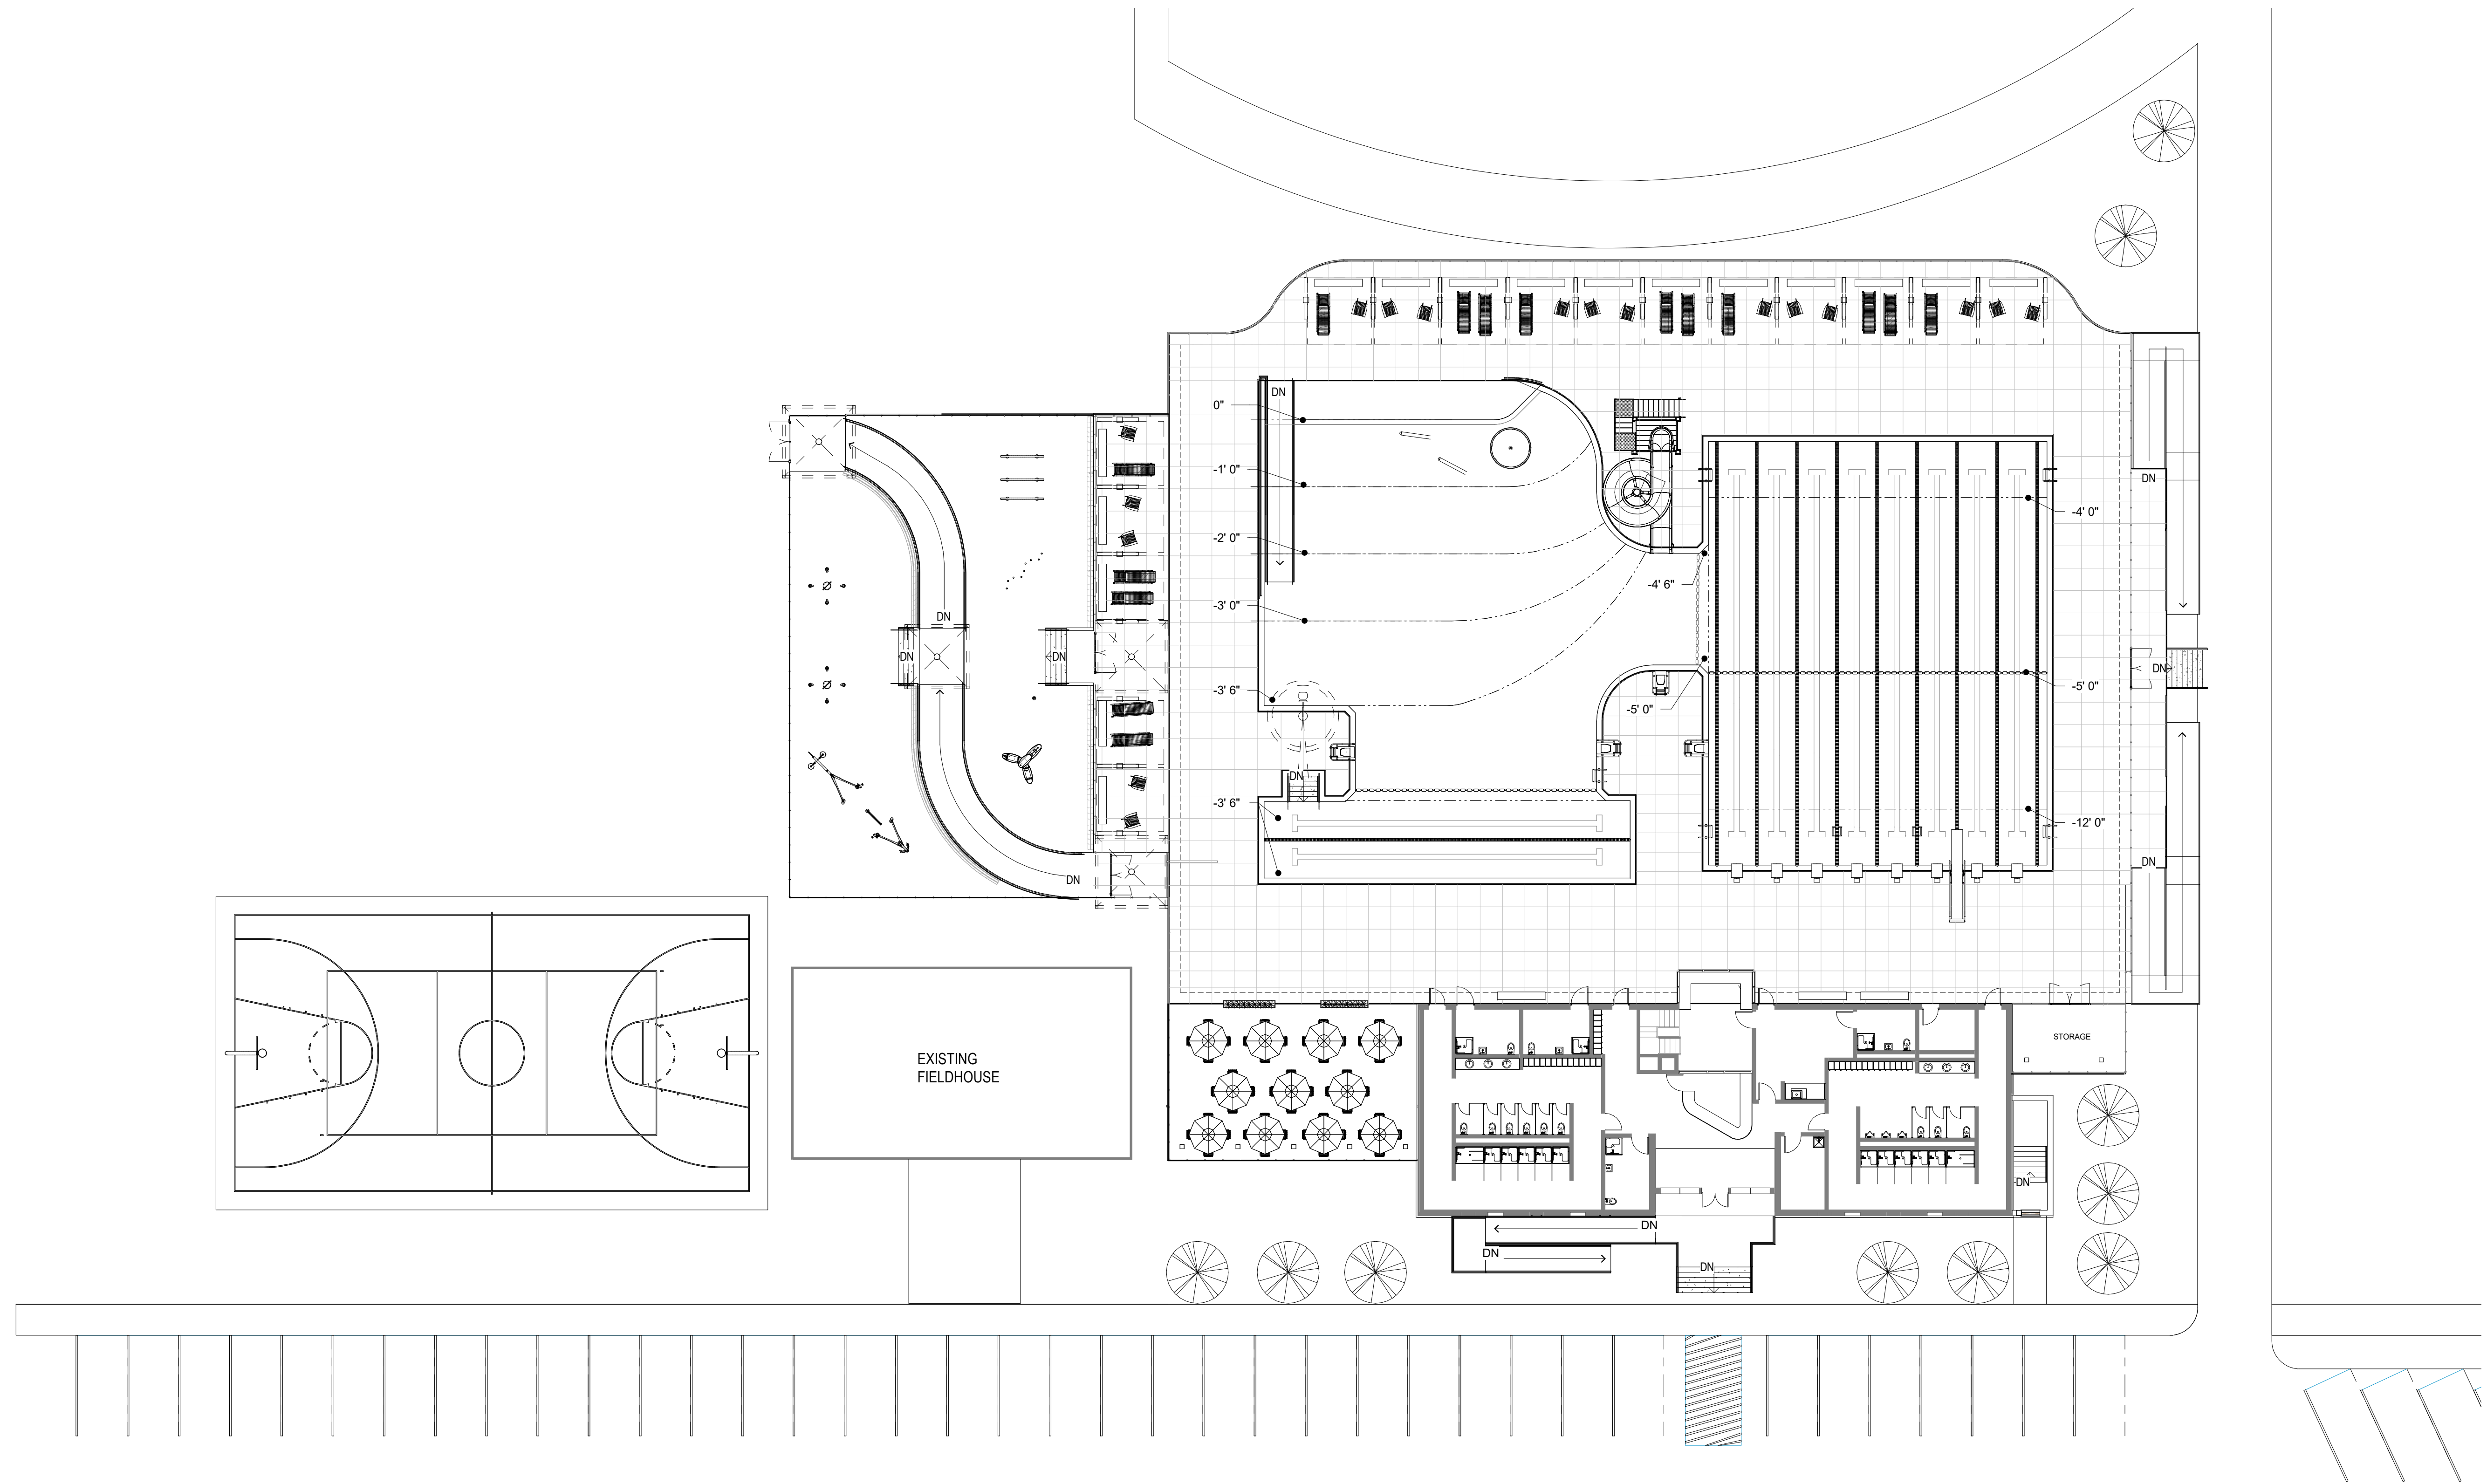 DN
0"
-1' 0"
DN
-4' 0"
-2' 0"
-4' 6"
-3' 0"
DN
DN
DN
DN
-5' 0"
-3' 6"
-5' 0"
DN
-3' 6"
-12' 0"
DN
DN
STORAGE
EXISTING
FIELDHOUSE
DN
DN
DN
DN